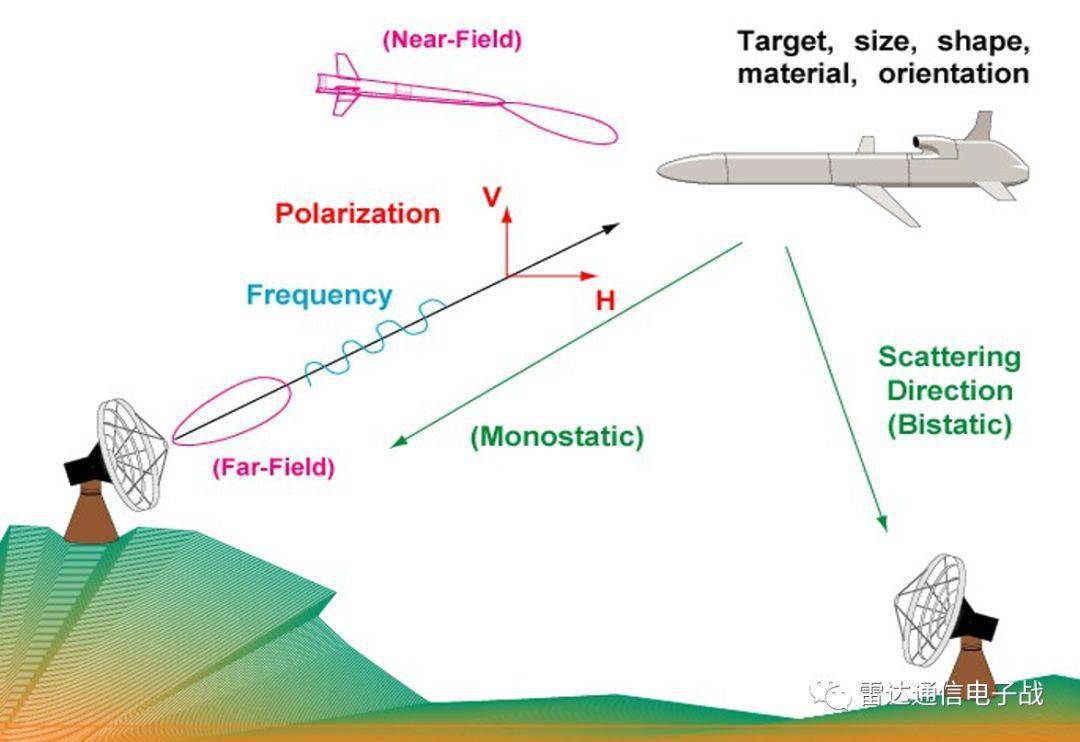 (Near-Field)
Target, size, shape,
material, orientation
Polarization
V
Frequency
H
Scattering
Direction
(Bistatic)
(Monostatic)
(Far-Field)
雷达通信电子战